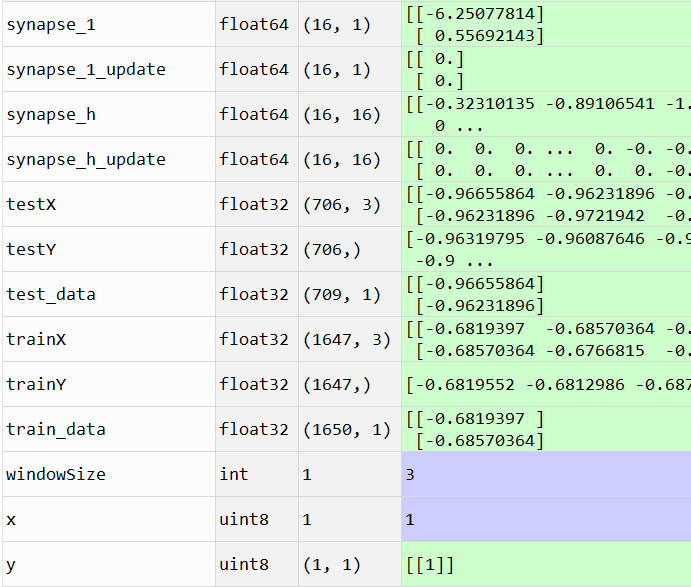 synapse_1 float64 (16, 1) [[-6.25077814]
[ 0.55692143]
synapse_1_update float64 (16, 1) [[ 0.]
[ 0.]
synapse_h float64 (16, 16) [[-0.32310135 -0.89106541 -1.
0 ...
synapse_h_update float64 (16, 16) [[ 0. 0. 0. ... 0. -0. -0.
[ 0. 0. 0. ... 0. 0. -0.
testX float32 (706, 3) [[-0.96655864 -0.96231896 -0.
[-0.96231896 -0.9721942 -0.
testY float32 (706,) [-0.96319795 -0.96087646 -0.9
-0.9 ...
test_data float32 (709, 1) [[-0.96655864]
[-0.96231896]
trainX float32 (1647, 3) [[-0.6819397 -0.68570364 -0.
[-0.68570364 -0.6766815 -0.
trainY float32 (1647,) [-0.6819552 -0.6812986 -0.687
train_data float32 (1650, 1) [[-0.6819397 ]
[-0.68570364]
windowSize int 1 3
x uint8 1 1
y uint8 (1, 1) [[1]]